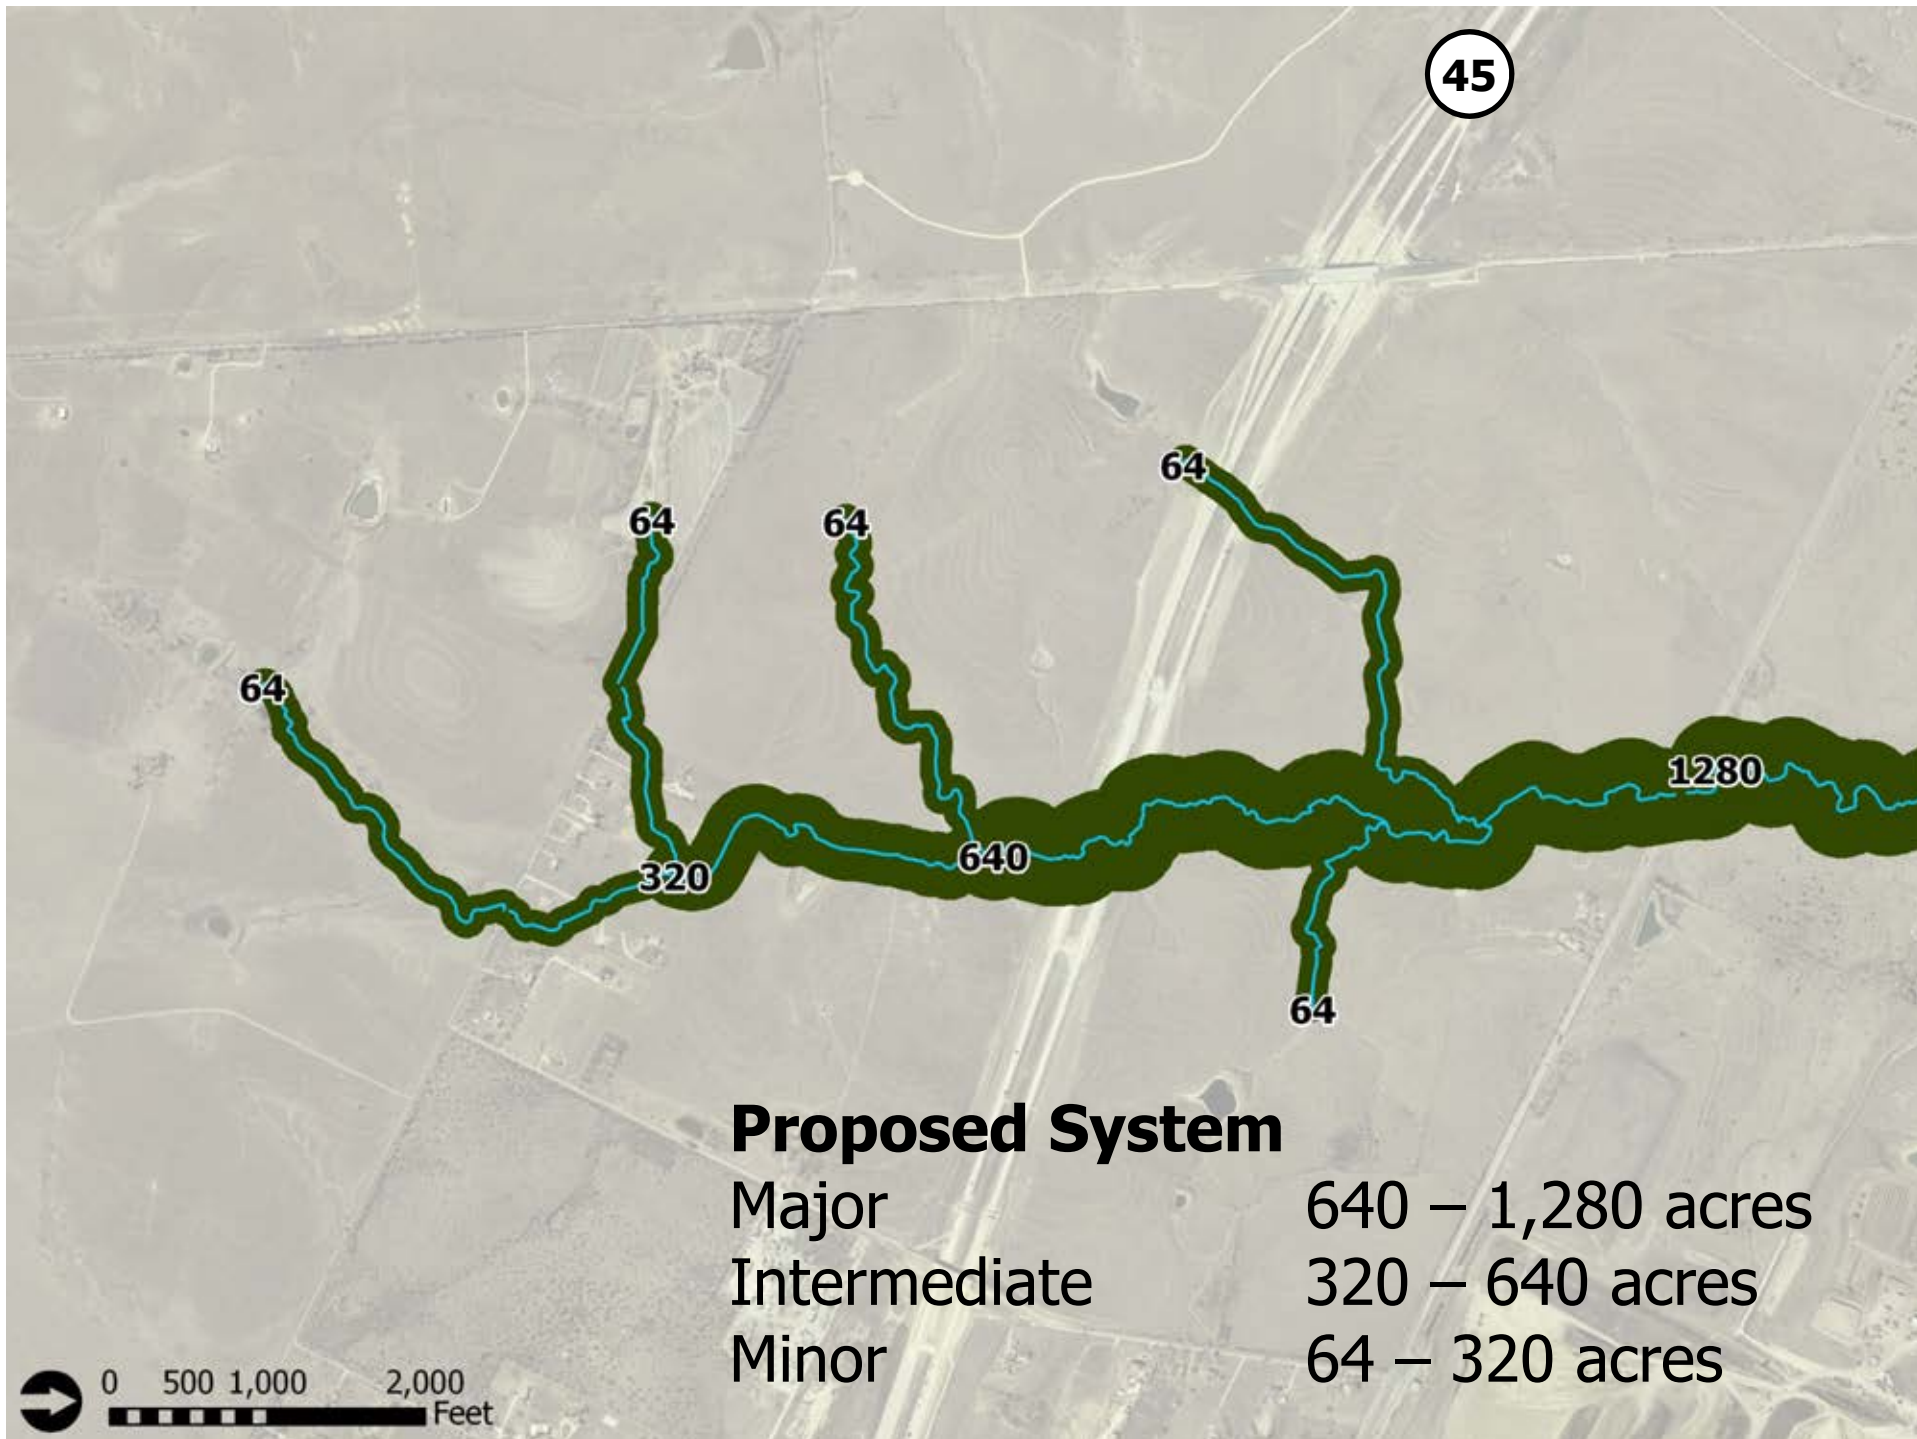 45
64
64
64
64
1280
640
320
64
Proposed System
Major 640 – 1,280 acres
Intermediate 320 – 640 acres
Minor 64 – 320 acres
0 500 1,000 2,000
Feet